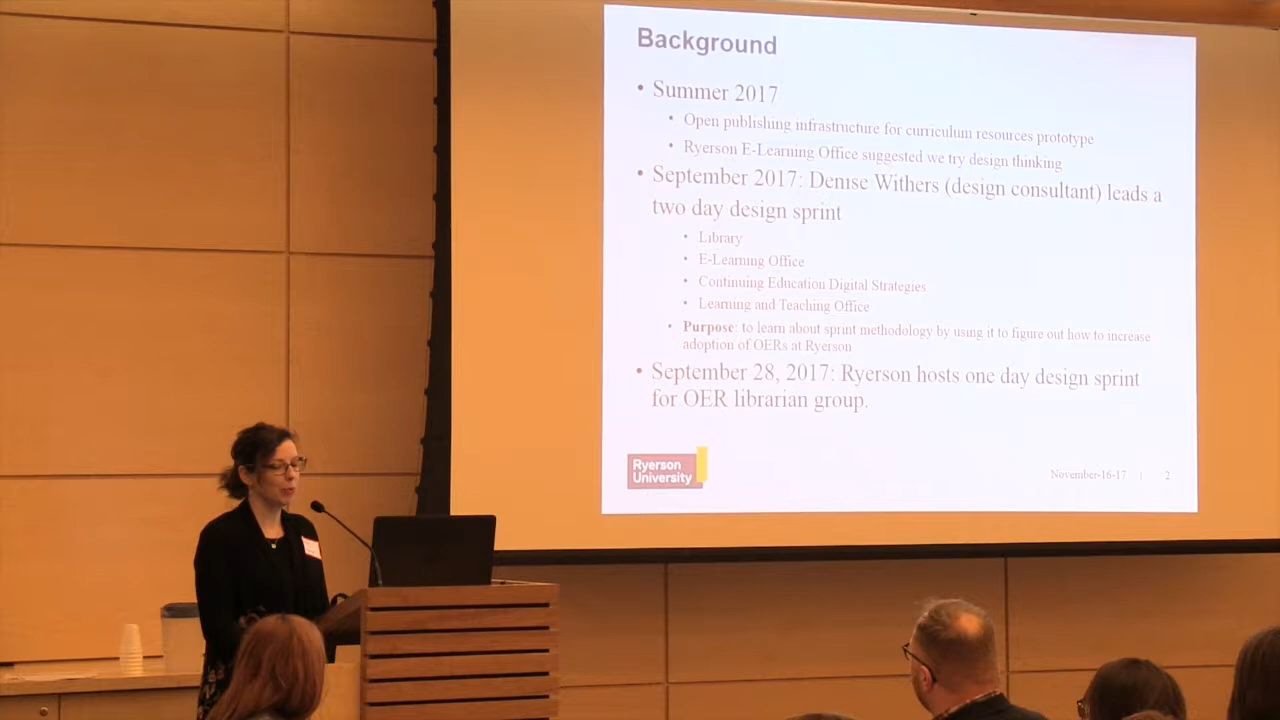 Background
• Summer 2017
• Open publishing infrastructure for curriculum resources prototype
• Ryerson E-Learning Office suggested we try design thinking
• September 2017: Denise Withers (design consultant) leads a
two day design sprint
• Library
• E-Learning Office
• Continuing Education Digital Strategies
• Learning and Teaching Office
• Purpose: to learn about sprint methodology by using it to figure out how to increase
adoption of OERs at Ryerson
• September 28, 2017: Ryerson hosts one day design sprint
for OER librarian group.
Ryerson
University
November-16-17 | 2